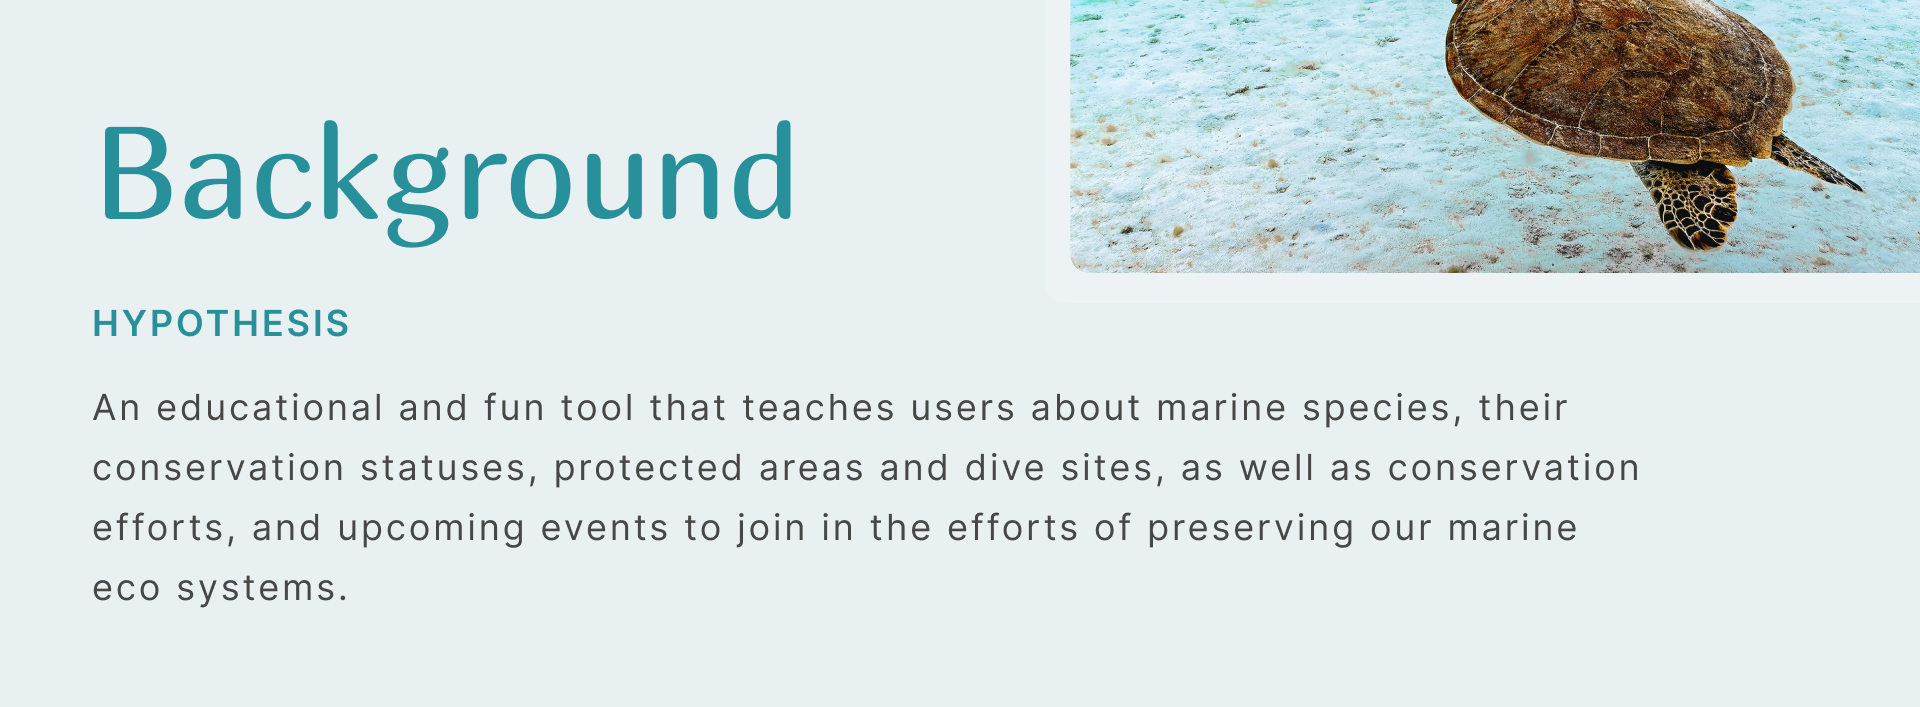 Background
HYPOTHESIS
An educational and fun tool that teaches users about marine species, their
conservation statuses, protected areas and dive sites, as well as conservation
efforts, and upcoming events to join in the efforts of preserving our marine
eco systems.